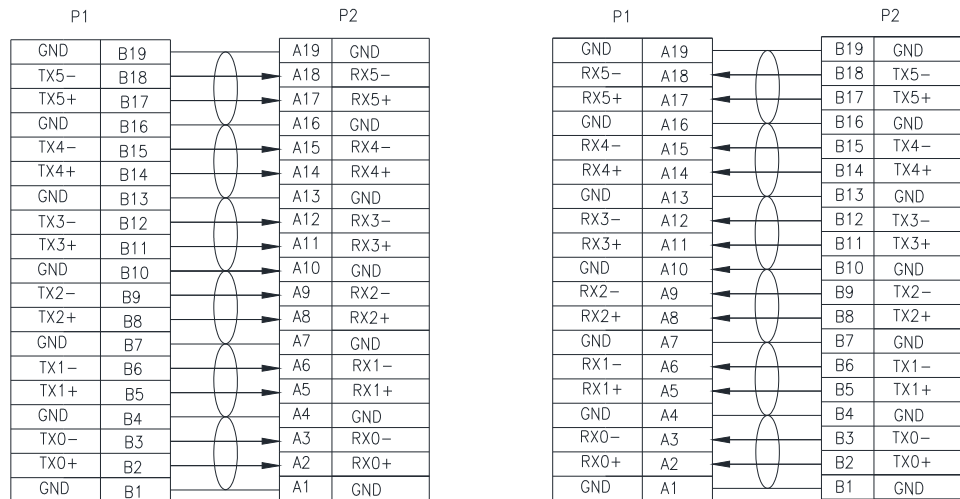 P1 P2 P1 P2
GND B19 A19 GND GND A19 B19 GND
TX5- B18 A18 RX5- RX5- A18 B18 TX5-
TX5+ B17 A17 RX5+ RX5+ A17 B17 TX5+
GND B16 A16 GND GND A16 B16 GND
TX4- B15 A15 RX4- RX4- A15 B15 TX4-
TX4+ B14 A14 RX4+ RX4+ A14 B14 TX4+
GND B13 A13 GND GND A13 B13 GND
TX3- B12 A12 RX3- RX3- A12 B12 TX3-
TX3+ B11 A11 RX3+ RX3+ A11 B11 TX3+
GND B10 A10 GND GND A10 B10 GND
TX2- B9 A9 RX2- RX2- A9 B9 TX2-
TX2+ B8 A8 RX2+ RX2+ A8 B8 TX2+
GND B7 A7 GND GND A7 B7 GND
TX1- B6 A6 RX1- RX1- A6 B6 TX1-
TX1+ B5 A5 RX1+ RX1+ A5 B5 TX1+
GND B4 A4 GND GND A4 B4 GND
TX0- B3 A3 RX0- RX0- A3 B3 TX0-
TX0+ B2 A2 RX0+ RX0+ A2 B2 TX0+
GND B1 A1 GND GND A1 B1 GND